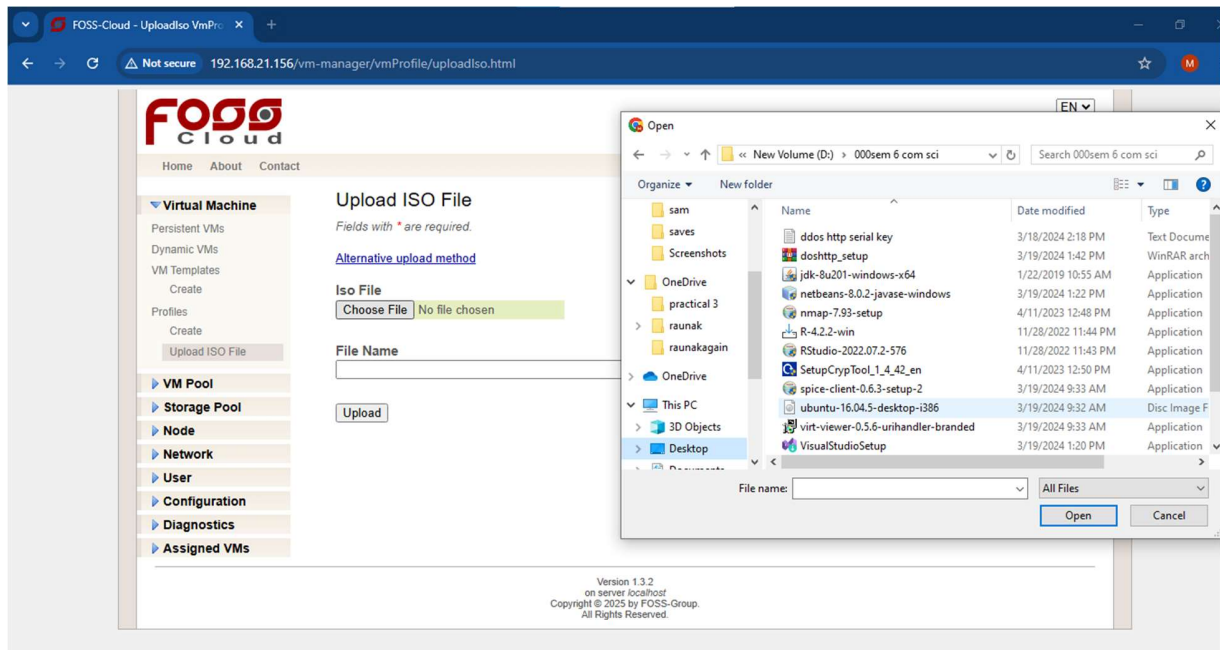 FOSS-Cloud - UploadIso VmPro
Not secure 192.168.21.156/vm-manager/vmProfile/uploadIso.html
M
FOSS
Cloud
EN
Home About Contact
Virtual Machine
Persistent VMs
Dynamic VMs
VM Templates
Create
Profiles
Create
Upload ISO File
VM Pool
Storage Pool
Node
Network
User
Configuration
Diagnostics
Assigned VMs
Upload ISO File
Fields with * are required.
Alternative upload method
Iso File
Choose File No file chosen
File Name
Upload
Open
« New Volume (D:) › 000sem 6 com sci
Search 000sem 6 com sci
Organize New folder
sam
saves
Screenshots
OneDrive
practical 3
raunak
raunakagain
OneDrive
This PC
3D Objects
Desktop
Name Date modified Type
ddos http serial key 3/18/2024 2:18 PM Text Docume
doshttp_setup 3/19/2024 1:42 PM WinRAR arch
jdk-8u201-windows-x64 1/22/2019 10:55 AM Application
netbeans-8.0.2-javase-windows 3/19/2024 1:22 PM Application
nmap-7.93-setup 4/11/2023 12:48 PM Application
R-4.2.2-win 11/28/2022 11:44 PM Application
RStudio-2022.07.2-576 11/28/2022 11:43 PM Application
SetupCrypTool_1_4_42_en 4/11/2023 12:50 PM Application
spice-client-0.6.3-setup-2 3/19/2024 9:33 AM Application
ubuntu-16.04.5-desktop-i386 3/19/2024 9:32 AM Disc Image F
virt-viewer-0.5.6-urihandler-branded 3/19/2024 9:33 AM Application
VisualStudioSetup 3/19/2024 1:20 PM Application
File name: All Files
Open Cancel
Version 1.3.2
on server localhost
Copyright © 2025 by FOSS-Group.
All Rights Reserved.